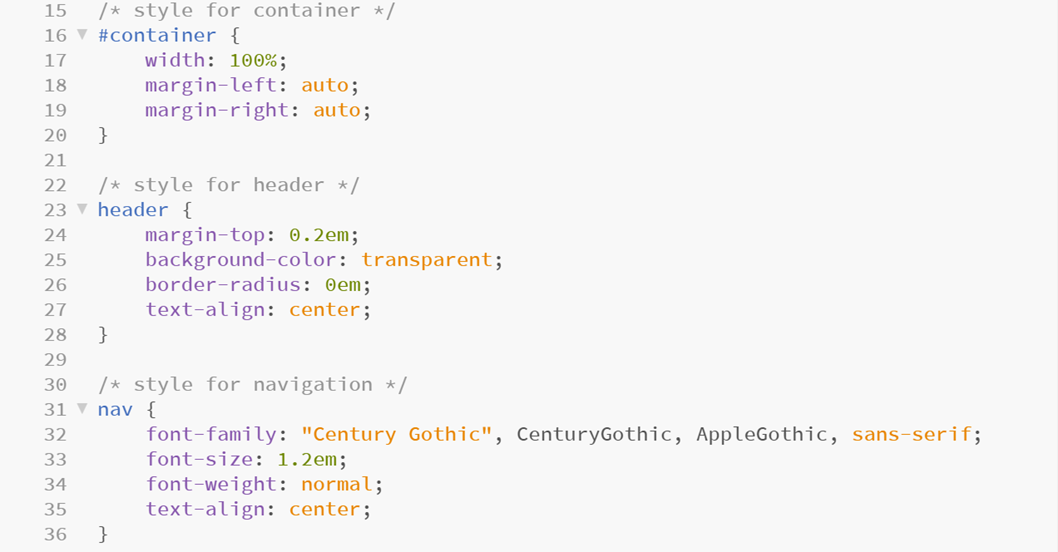 15 /* style for container */
16 ▼ #container {
17     width: 100%;
18     margin-left: auto;
19     margin-right: auto;
20 }
21
22 /* style for header */
23 ▼ header {
24     margin-top: 0.2em;
25     background-color: transparent;
26     border-radius: 0em;
27     text-align: center;
28 }
29
30 /* style for navigation */
31 ▼ nav {
32     font-family: "Century Gothic", CenturyGothic, AppleGothic, sans-serif;
33     font-size: 1.2em;
34     font-weight: normal;
35     text-align: center;
36 }